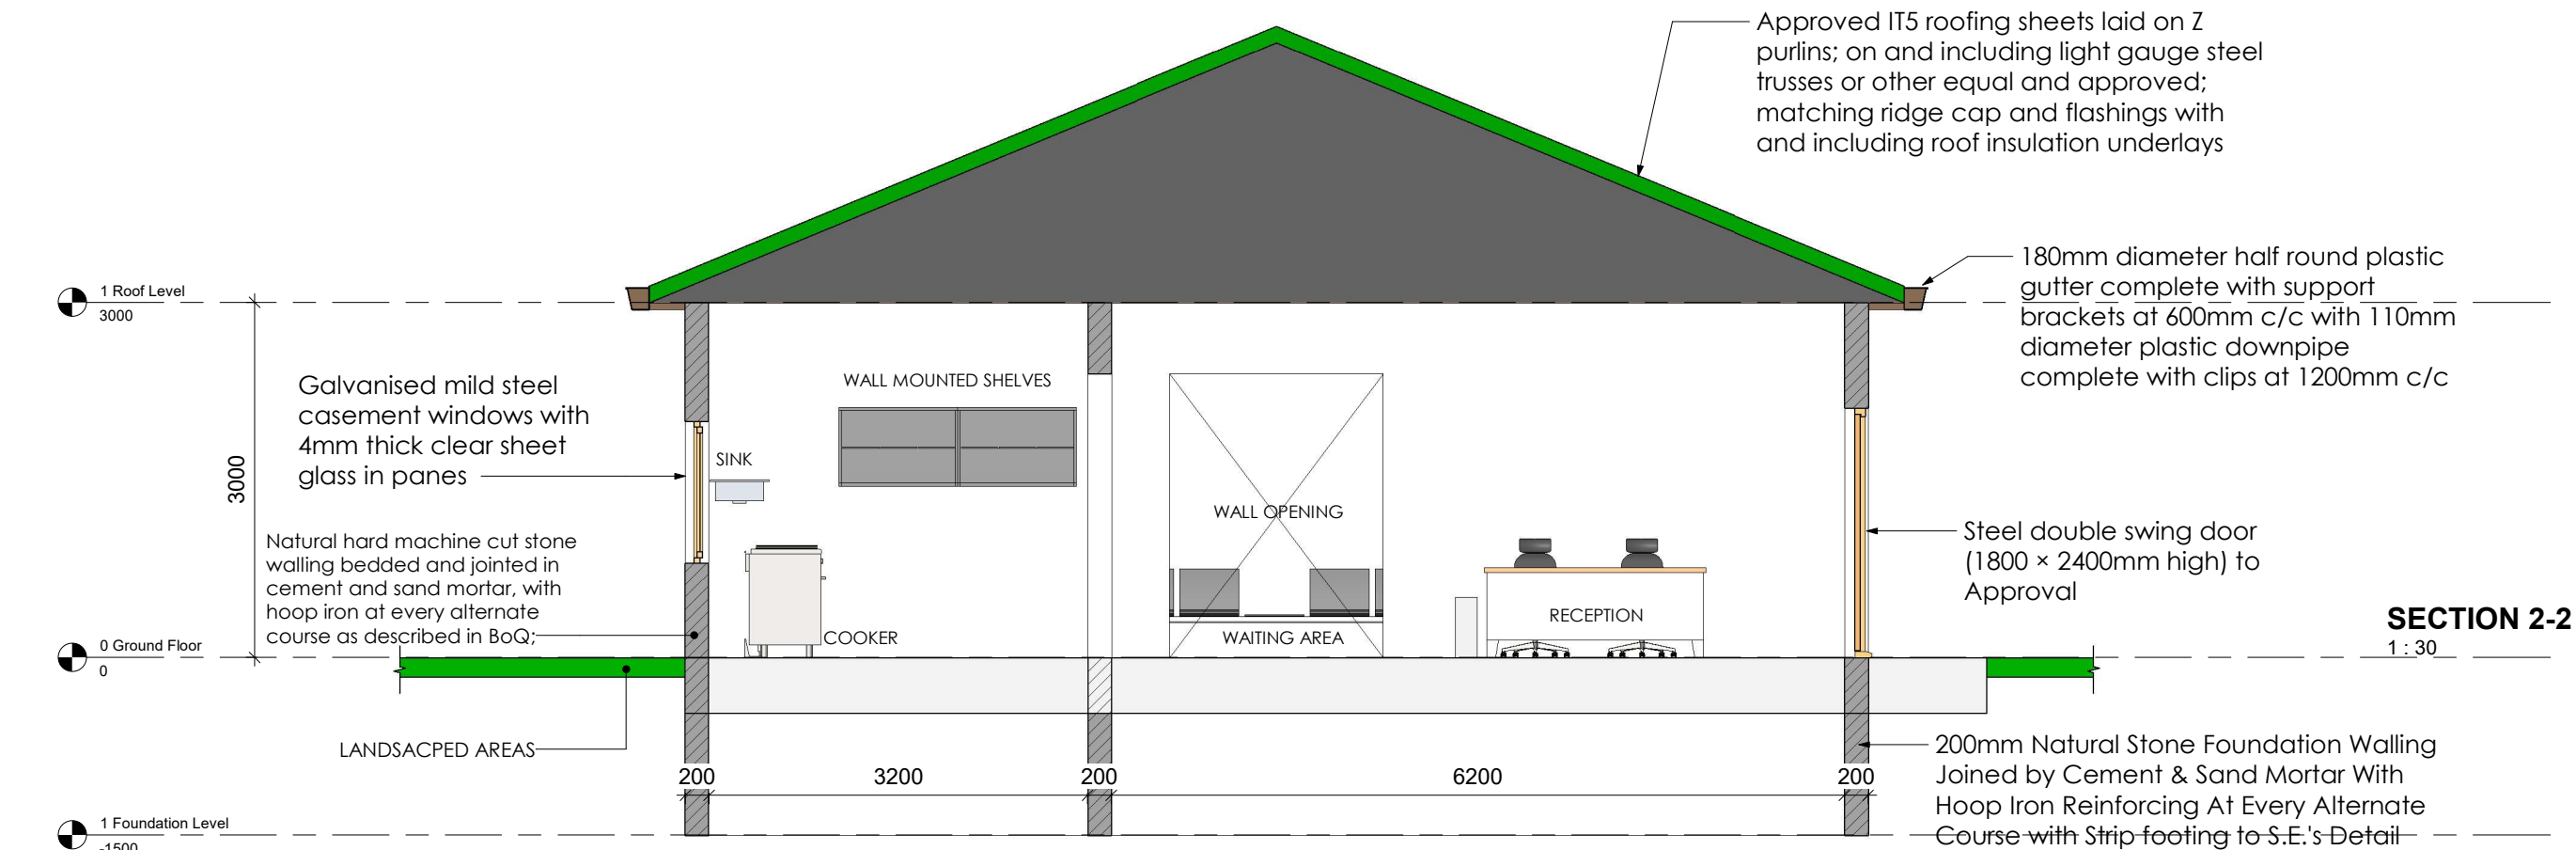 Approved IT5 roofing sheets laid on Z
purlins; on and including light gauge steel
trusses or other equal and approved;
matching ridge cap and flashings with
and including roof insulation underlays
180mm diameter half round plastic
gutter complete with support
brackets at 600mm c/c with 110mm
diameter plastic downpipe
complete with clips at 1200mm c/c
1 Roof Level
3000
3000
Galvanised mild steel
casement windows with
4mm thick clear sheet
glass in panes
WALL MOUNTED SHELVES
SINK
WALL OPENING
Natural hard machine cut stone
walling bedded and jointed in
cement and sand mortar, with
hoop iron at every alternate
course as described in BoQ;
COOKER
WAITING AREA
RECEPTION
Steel double swing door
(1800 × 2400mm high) to
Approval
SECTION 2-2
1 : 30
0 Ground Floor
0
LANDSACPED AREAS
200
3200
200
6200
200
200mm Natural Stone Foundation Walling
Joined by Cement & Sand Mortar With
Hoop Iron Reinforcing At Every Alternate
Course with Strip footing to S.E.'s Detail
1 Foundation Level
-1500